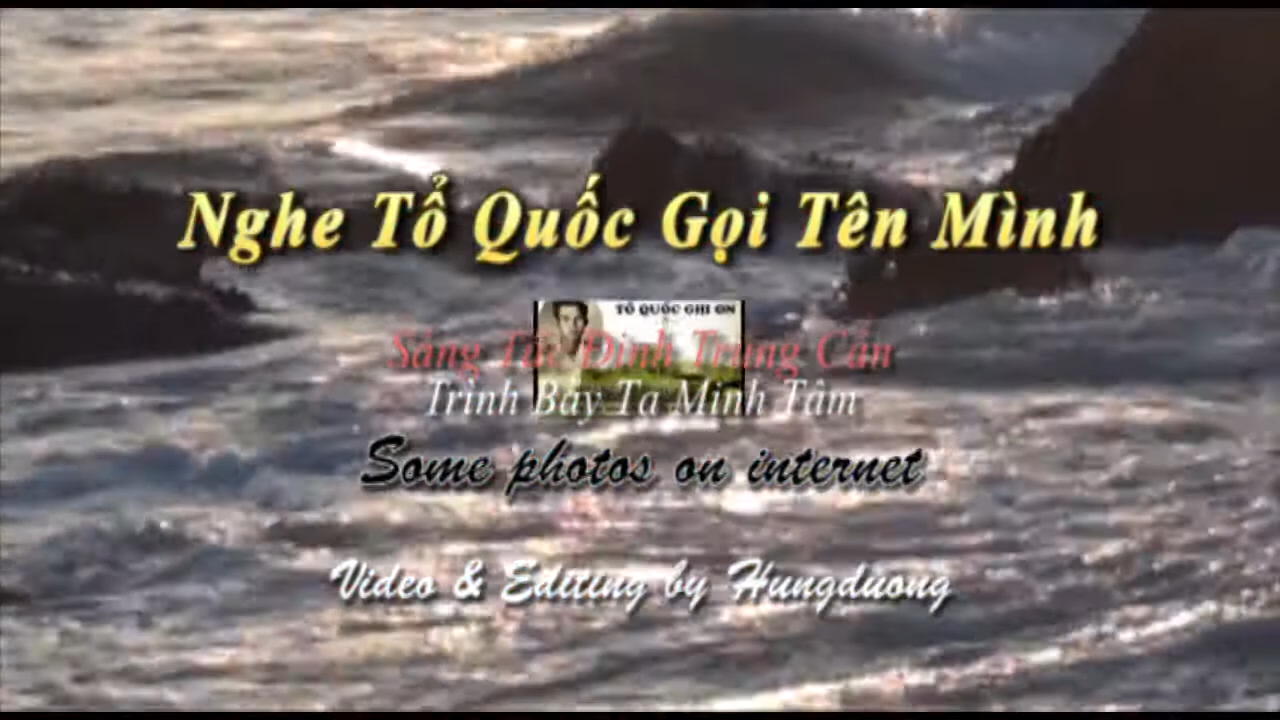 Nghe Tổ Quốc Gọi Tên Mình
TỔ QUỐC GHI ƠN
Sáng Tác Đinh Trung Cẩn
Trình Bày Tạ Minh Tâm
Some photos on internet
Video & Editing by Hungduong